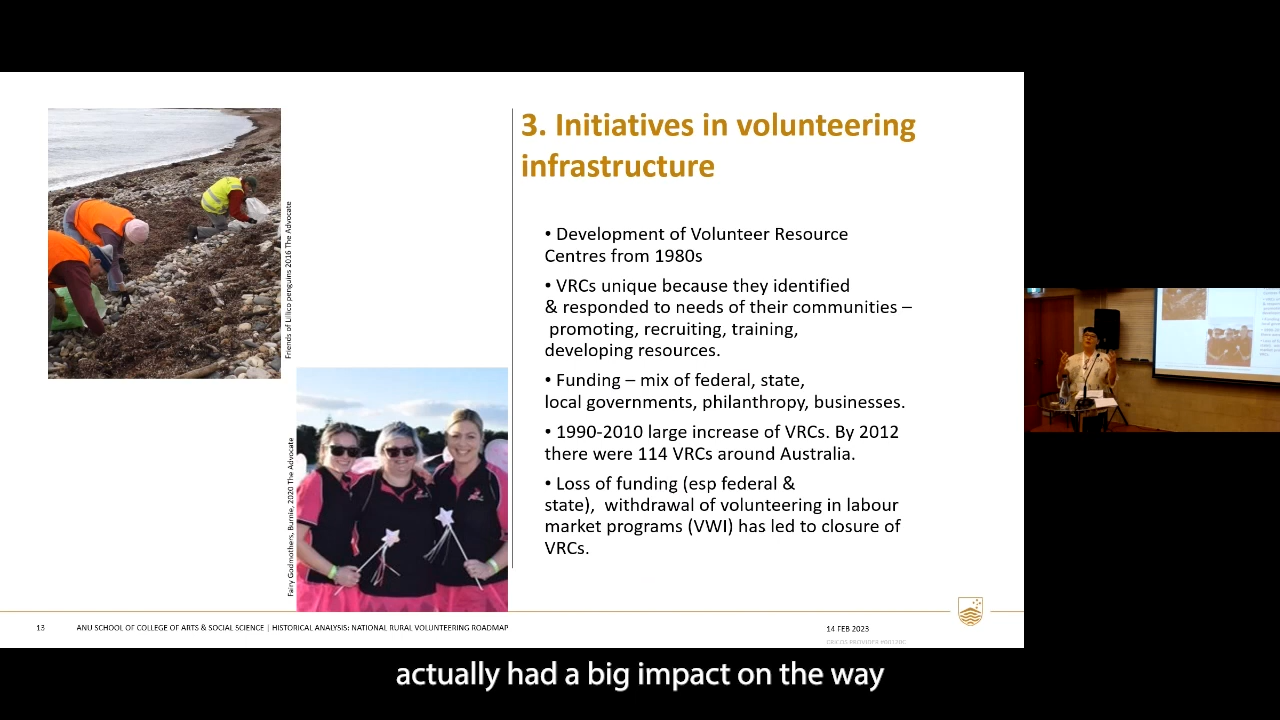 3. Initiatives in volunteering
infrastructure
• Development of Volunteer Resource
Centres from 1980s
• VRCs unique because they identified
& responded to needs of their communities –
promoting, recruiting, training,
developing resources.
• Funding – mix of federal, state,
local governments, philanthropy, businesses.
• 1990-2010 large increase of VRCs. By 2012
there were 114 VRCs around Australia.
• Loss of funding (esp federal &
state), withdrawal of volunteering in labour
market programs (VWI) has led to closure of
VRCs.
Friends of Lillico penguins 2016 The Advocate
Fairy Godmothers, Burnie, 2020 The Advocate
13
ANU SCHOOL OF COLLEGE OF ARTS & SOCIAL SCIENCE | HISTORICAL ANALYSIS: NATIONAL RURAL VOLUNTEERING ROADMAP
14 FEB 2023
CRICOS PROVIDER #00120C
actually had a big impact on the way